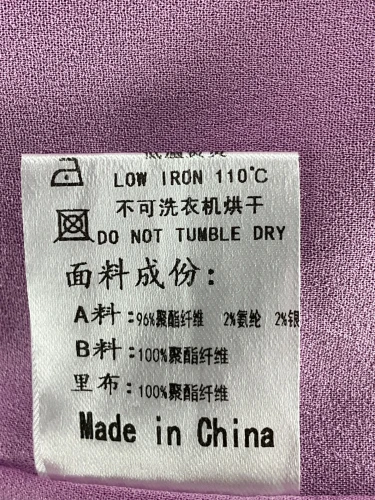 LOW IRON 110℃
不可洗衣机烘干
DO NOT TUMBLE DRY
面料成份:
A料:96%聚酯纤维 2%氨纶 2%银
B料:100%聚酯纤维
里布:100%聚酯纤维
Made in China